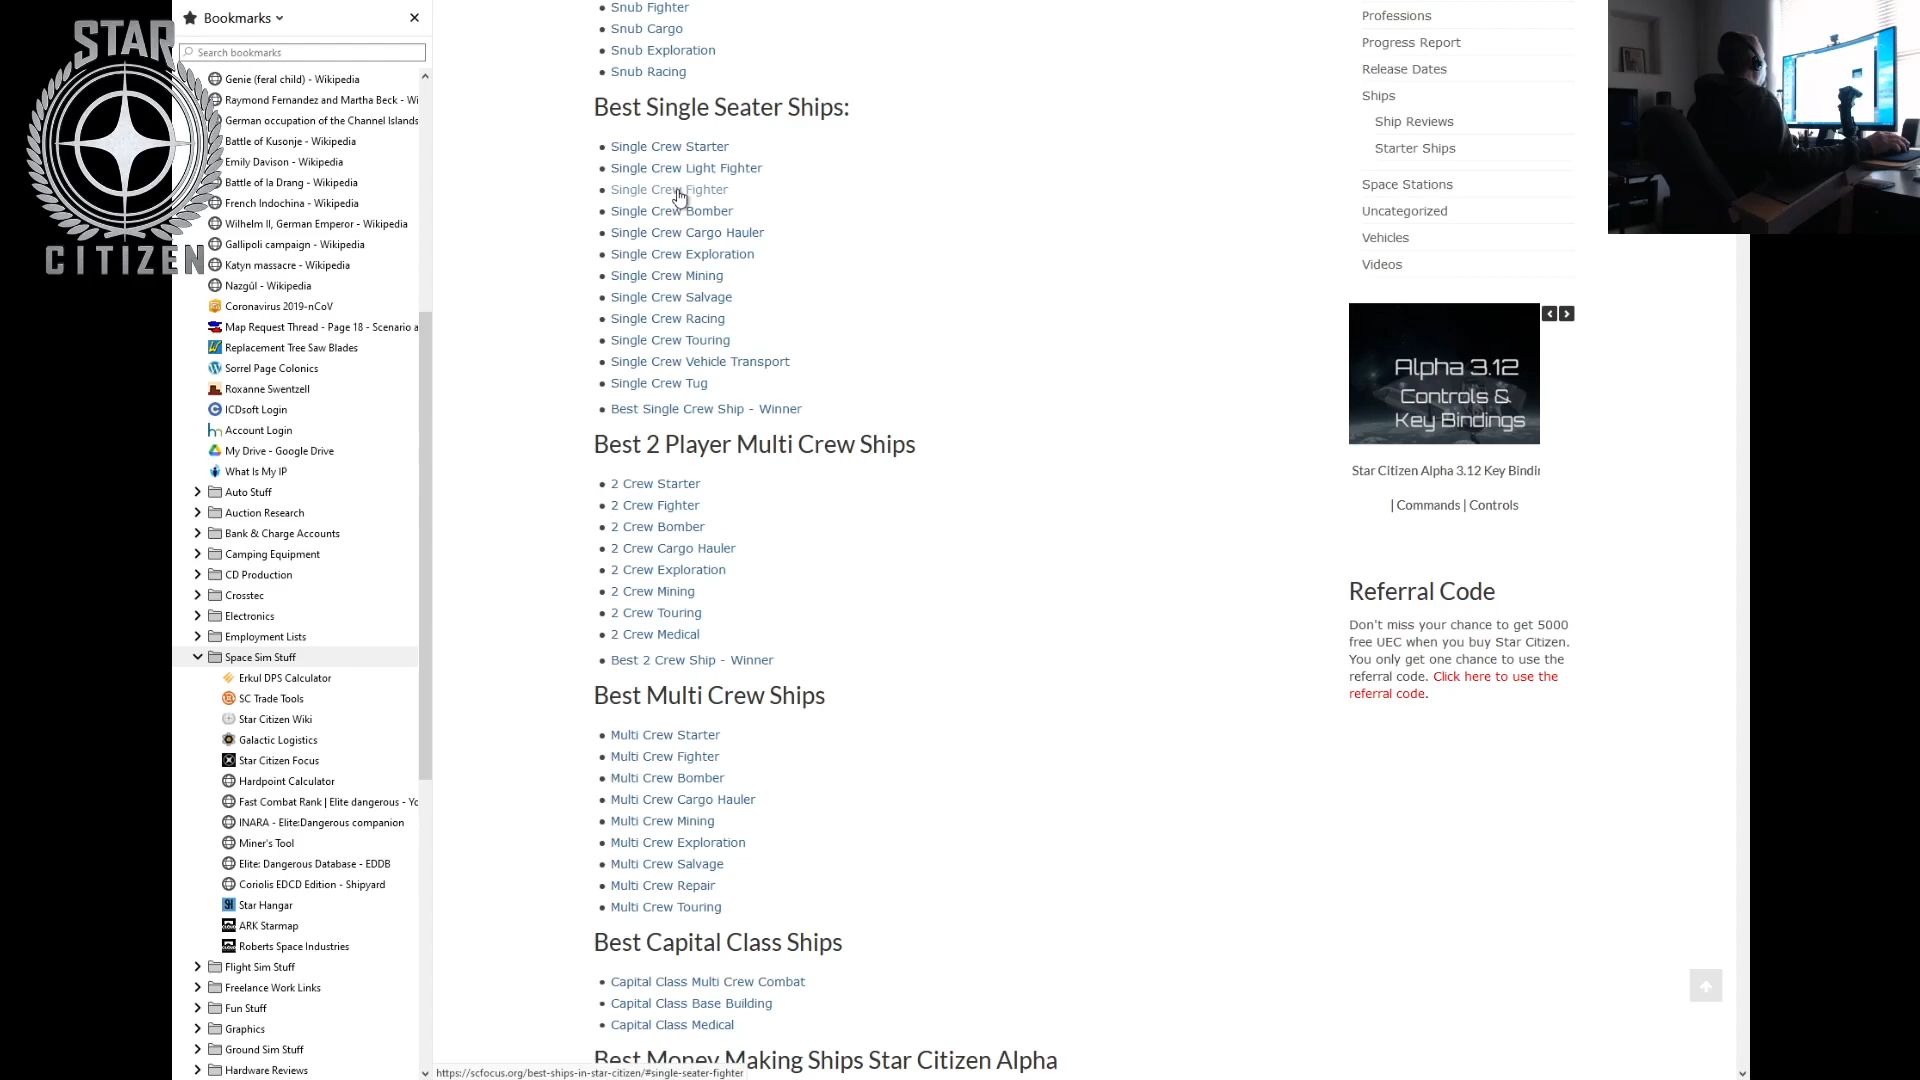 STAR
CITIZEN
Bookmarks
Search bookmarks
Genie (feral child) - Wikipedia
Raymond Fernandez and Martha Beck - Wi
German occupation of the Channel Islands
Battle of Kusonje - Wikipedia
Emily Davison - Wikipedia
Battle of Ia Drang - Wikipedia
French Indochina - Wikipedia
Wilhelm II, German Emperor - Wikipedia
Gallipoli campaign - Wikipedia
Katyn massacre - Wikipedia
Nazgûl - Wikipedia
Coronavirus 2019-nCoV
Map Request Thread - Page 18 - Scenario a
Replacement Tree Saw Blades
Sorrel Page Colonics
Roxanne Swentzell
ICDsoft Login
Account Login
My Drive - Google Drive
What Is My IP
Auto Stuff
Auction Research
Bank & Charge Accounts
Camping Equipment
CD Production
Crosstec
Electronics
Employment Lists
Space Sim Stuff
Erkul DPS Calculator
SC Trade Tools
Star Citizen Wiki
Galactic Logistics
Star Citizen Focus
Hardpoint Calculator
Fast Combat Rank | Elite dangerous - Yo
INARA - Elite:Dangerous companion
Miner's Tool
Elite: Dangerous Database - EDDB
Coriolis EDCD Edition - Shipyard
Star Hangar
ARK Starmap
Roberts Space Industries
Flight Sim Stuff
Freelance Work Links
Fun Stuff
Graphics
Ground Sim Stuff
Hardware Reviews
Snub Fighter
Snub Cargo
Snub Exploration
Snub Racing
Best Single Seater Ships:
Single Crew Starter
Single Crew Light Fighter
Single Crew Fighter
Single Crew Bomber
Single Crew Cargo Hauler
Single Crew Exploration
Single Crew Mining
Single Crew Salvage
Single Crew Racing
Single Crew Touring
Single Crew Vehicle Transport
Single Crew Tug
Best Single Crew Ship - Winner
Best 2 Player Multi Crew Ships
2 Crew Starter
2 Crew Fighter
2 Crew Bomber
2 Crew Cargo Hauler
2 Crew Exploration
2 Crew Mining
2 Crew Touring
2 Crew Medical
Best 2 Crew Ship - Winner
Best Multi Crew Ships
Multi Crew Starter
Multi Crew Fighter
Multi Crew Bomber
Multi Crew Cargo Hauler
Multi Crew Mining
Multi Crew Exploration
Multi Crew Salvage
Multi Crew Repair
Multi Crew Touring
Best Capital Class Ships
Capital Class Multi Crew Combat
Capital Class Base Building
Capital Class Medical
Best Money Making Ships Star Citizen Alpha
https://scfocus.org/best-ships-in-star-citizen/#single-seater-fighter
Professions
Progress Report
Release Dates
Ships
Ship Reviews
Starter Ships
Space Stations
Uncategorized
Vehicles
Videos
Alpha 3.12
Controls &
Key Bindings
Star Citizen Alpha 3.12 Key Bindin
| Commands | Controls
Referral Code
Don't miss your chance to get 5000
free UEC when you buy Star Citizen.
You only get one chance to use the
referral code. Click here to use the
referral code.